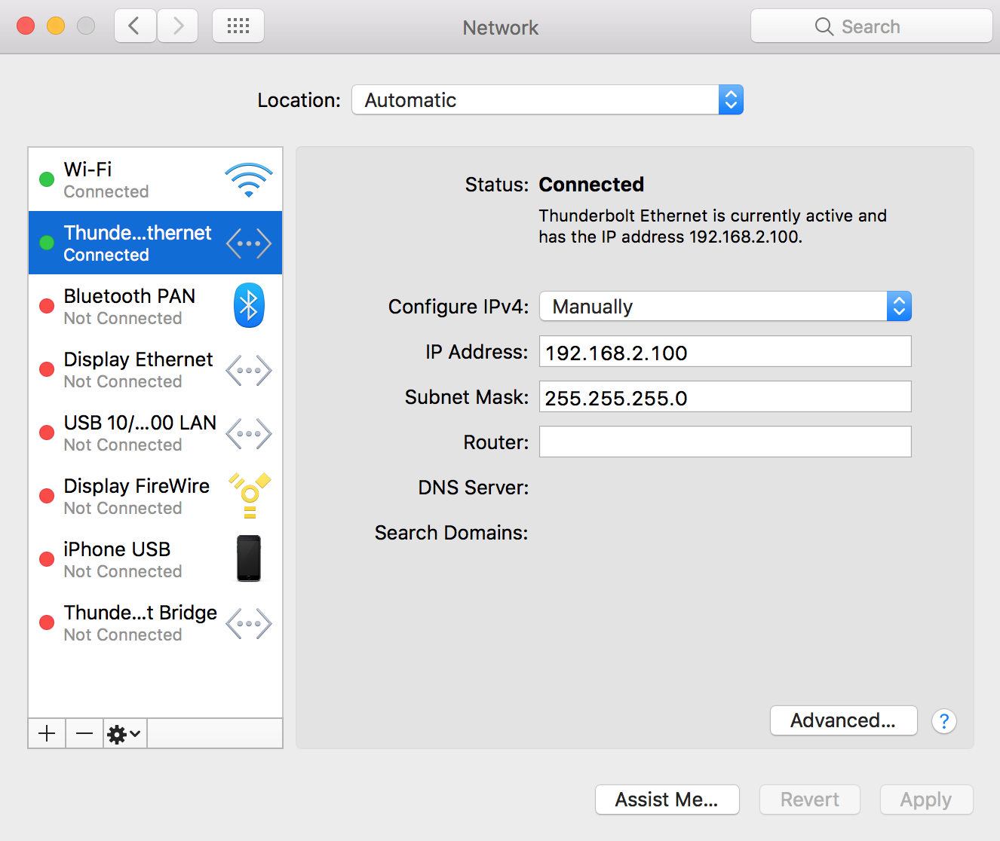 Network
Search
Location: Automatic
Wi-Fi
Connected
Thunde...thernet
Connected
Bluetooth PAN
Not Connected
Display Ethernet
Not Connected
USB 10/...00 LAN
Not Connected
Display FireWire
Not Connected
iPhone USB
Not Connected
Thunde...t Bridge
Not Connected
Status: Connected
Thunderbolt Ethernet is currently active and
has the IP address 192.168.2.100.
Configure IPv4: Manually
IP Address: 192.168.2.100
Subnet Mask: 255.255.255.0
Router:
DNS Server:
Search Domains:
Advanced... ?
Assist Me... Revert Apply